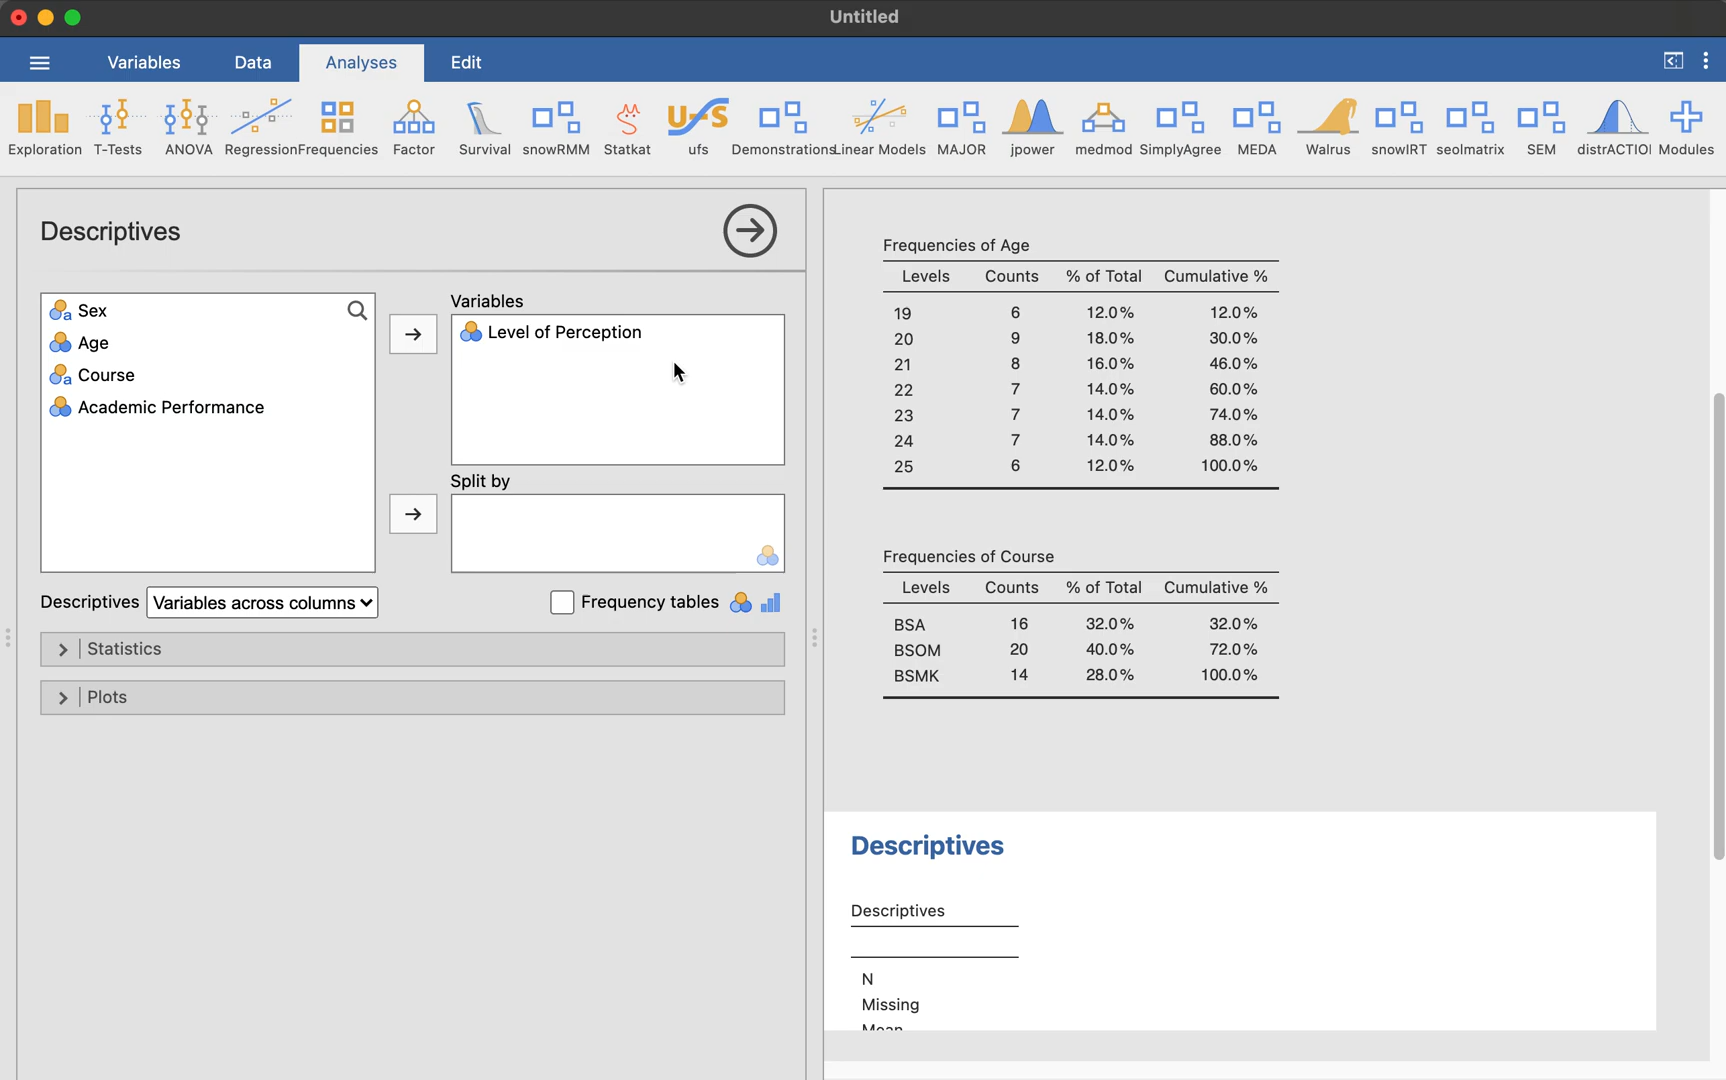 Untitled
Variables Data Analyses Edit
Exploration T-Tests ANOVA Regression Frequencies Factor Survival snowRMM Statkat ufs Demonstrations Linear Models MAJOR jpower medmod SimplyAgree MEDA Walrus snowIRT seolmatrix SEM distrACTIOI Modules
Descriptives
Sex
Age
Course
Academic Performance
Variables
Level of Perception
Split by
Descriptives Variables across columns
Frequency tables
Statistics
Plots
Frequencies of Age
Levels Counts % of Total Cumulative %
19 6 12.0% 12.0%
20 9 18.0% 30.0%
21 8 16.0% 46.0%
22 7 14.0% 60.0%
23 7 14.0% 74.0%
24 7 14.0% 88.0%
25 6 12.0% 100.0%
Frequencies of Course
Levels Counts % of Total Cumulative %
BSA 16 32.0% 32.0%
BSOM 20 40.0% 72.0%
BSMK 14 28.0% 100.0%
Descriptives
Descriptives
N
Missing
Mean